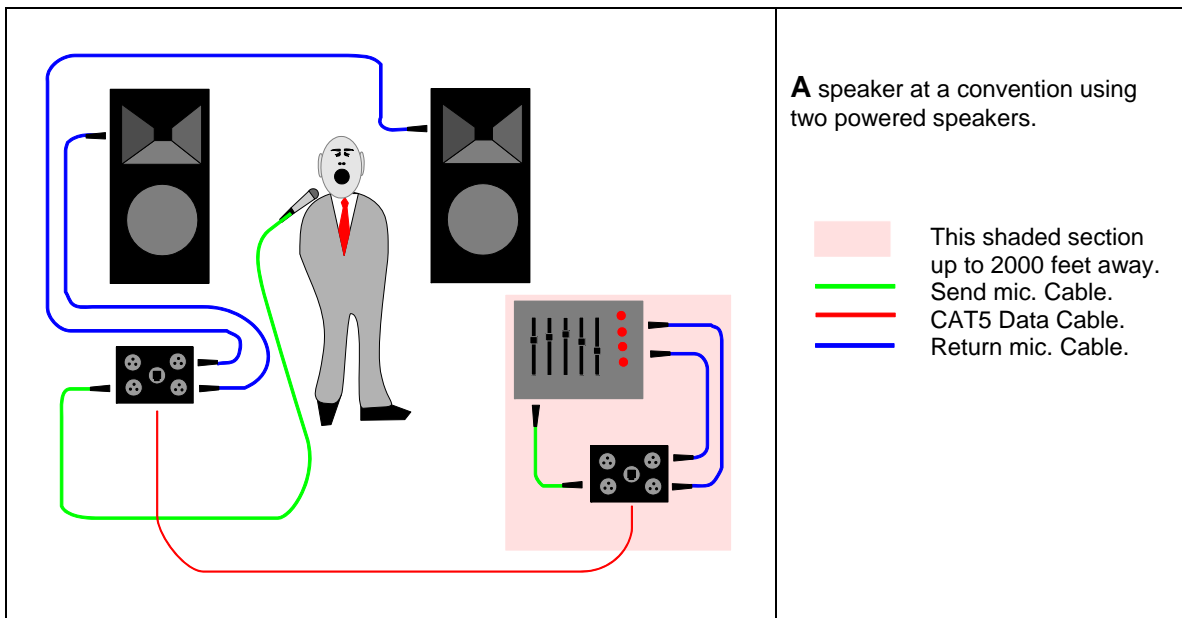 A speaker at a convention using
two powered speakers.
This shaded section
up to 2000 feet away.
Send mic. Cable.
CAT5 Data Cable.
Return mic. Cable.